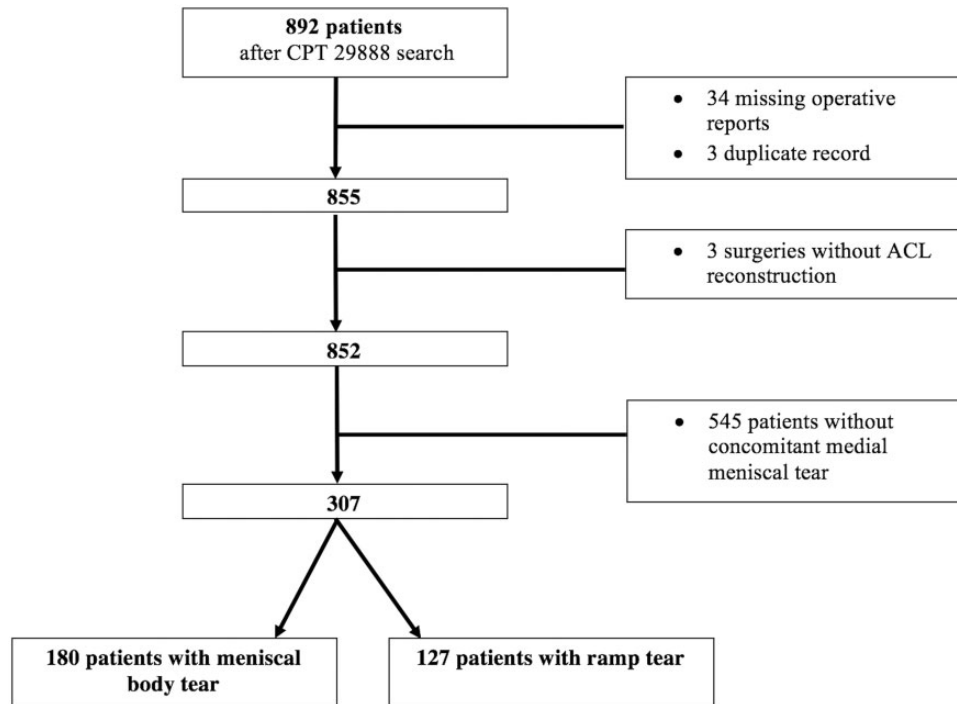 892 patients
after CPT 29888 search
• 34 missing operative
reports
• 3 duplicate record
855
• 3 surgeries without ACL
reconstruction
852
• 545 patients without
concomitant medial
meniscal tear
307
180 patients with meniscal
body tear
127 patients with ramp tear